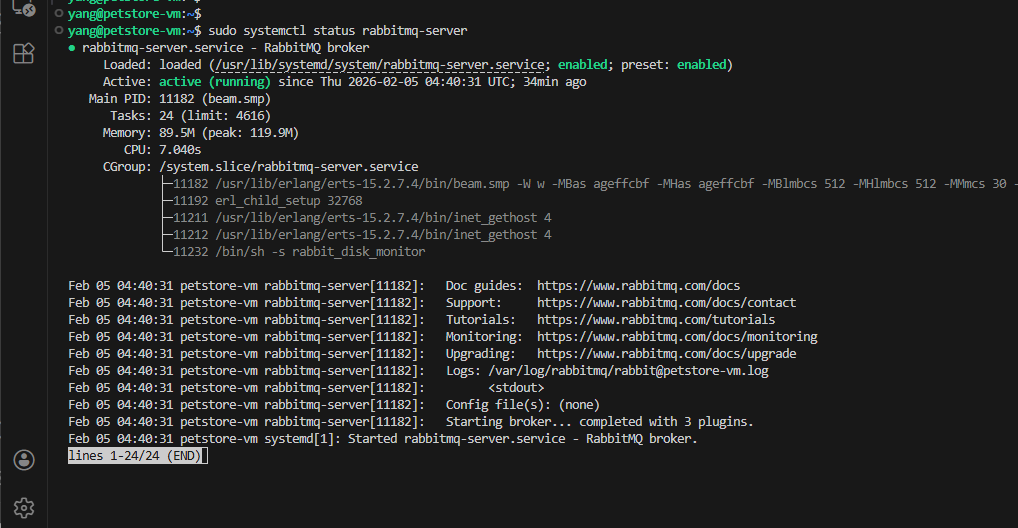 yang@petstore-vm:~$
yang@petstore-vm:~$ sudo systemctl status rabbitmq-server
● rabbitmq-server.service - RabbitMQ broker
Loaded: loaded (/usr/lib/systemd/system/rabbitmq-server.service; enabled; preset: enabled)
Active: active (running) since Thu 2026-02-05 04:40:31 UTC; 34min ago
Main PID: 11182 (beam.smp)
Tasks: 24 (limit: 4616)
Memory: 89.5M (peak: 119.9M)
CPU: 7.040s
CGroup: /system.slice/rabbitmq-server.service
├─11182 /usr/lib/erlang/erts-15.2.7.4/bin/beam.smp -W w -MBas ageffcbf -MHas ageffcbf -MBlmbcs 512 -MHlmbcs 512 -MMmcs 30 -
├─11192 erl_child_setup 32768
├─11211 /usr/lib/erlang/erts-15.2.7.4/bin/inet_gethost 4
├─11212 /usr/lib/erlang/erts-15.2.7.4/bin/inet_gethost 4
└─11232 /bin/sh -s rabbit_disk_monitor
Feb 05 04:40:31 petstore-vm rabbitmq-server[11182]: Doc guides: https://www.rabbitmq.com/docs
Feb 05 04:40:31 petstore-vm rabbitmq-server[11182]: Support: https://www.rabbitmq.com/docs/contact
Feb 05 04:40:31 petstore-vm rabbitmq-server[11182]: Tutorials: https://www.rabbitmq.com/tutorials
Feb 05 04:40:31 petstore-vm rabbitmq-server[11182]: Monitoring: https://www.rabbitmq.com/docs/monitoring
Feb 05 04:40:31 petstore-vm rabbitmq-server[11182]: Upgrading: https://www.rabbitmq.com/docs/upgrade
Feb 05 04:40:31 petstore-vm rabbitmq-server[11182]: Logs: /var/log/rabbitmq/rabbit@petstore-vm.log
Feb 05 04:40:31 petstore-vm rabbitmq-server[11182]: <stdout>
Feb 05 04:40:31 petstore-vm rabbitmq-server[11182]: Config file(s): (none)
Feb 05 04:40:31 petstore-vm rabbitmq-server[11182]: Starting broker... completed with 3 plugins.
Feb 05 04:40:31 petstore-vm systemd[1]: Started rabbitmq-server.service - RabbitMQ broker.
lines 1-24/24 (END)